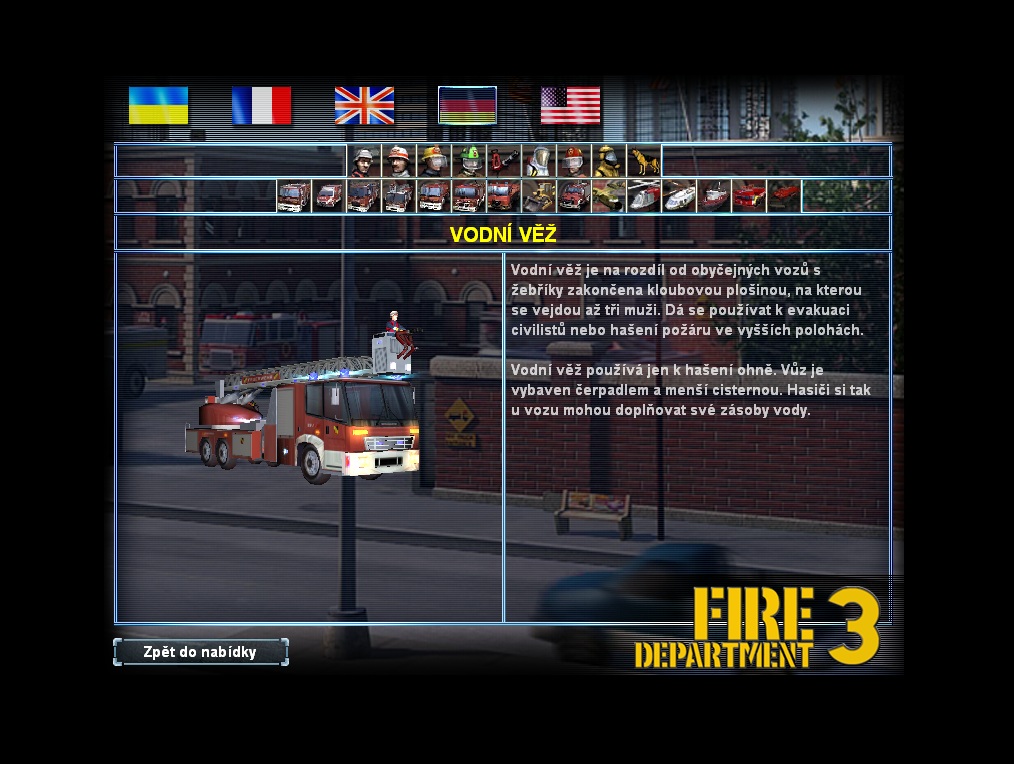 VODNÍ VĚŽ
Vodní věž je na rozdíl od obyčejných vozů s
žebříky zakončena kloubovou plošinou, na kterou
se vejdou až tři muži. Dá se používat k evakuaci
civilistů nebo hašení požáru ve vyšších polohách.
Vodní věž používá jen k hašení ohně. Vůz je
vybaven čerpadlem a menší cisternou. Hasiči si tak
u vozu mohou doplňovat své zásoby vody.
Zpět do nabídky
FIRE
DEPARTMENT 3